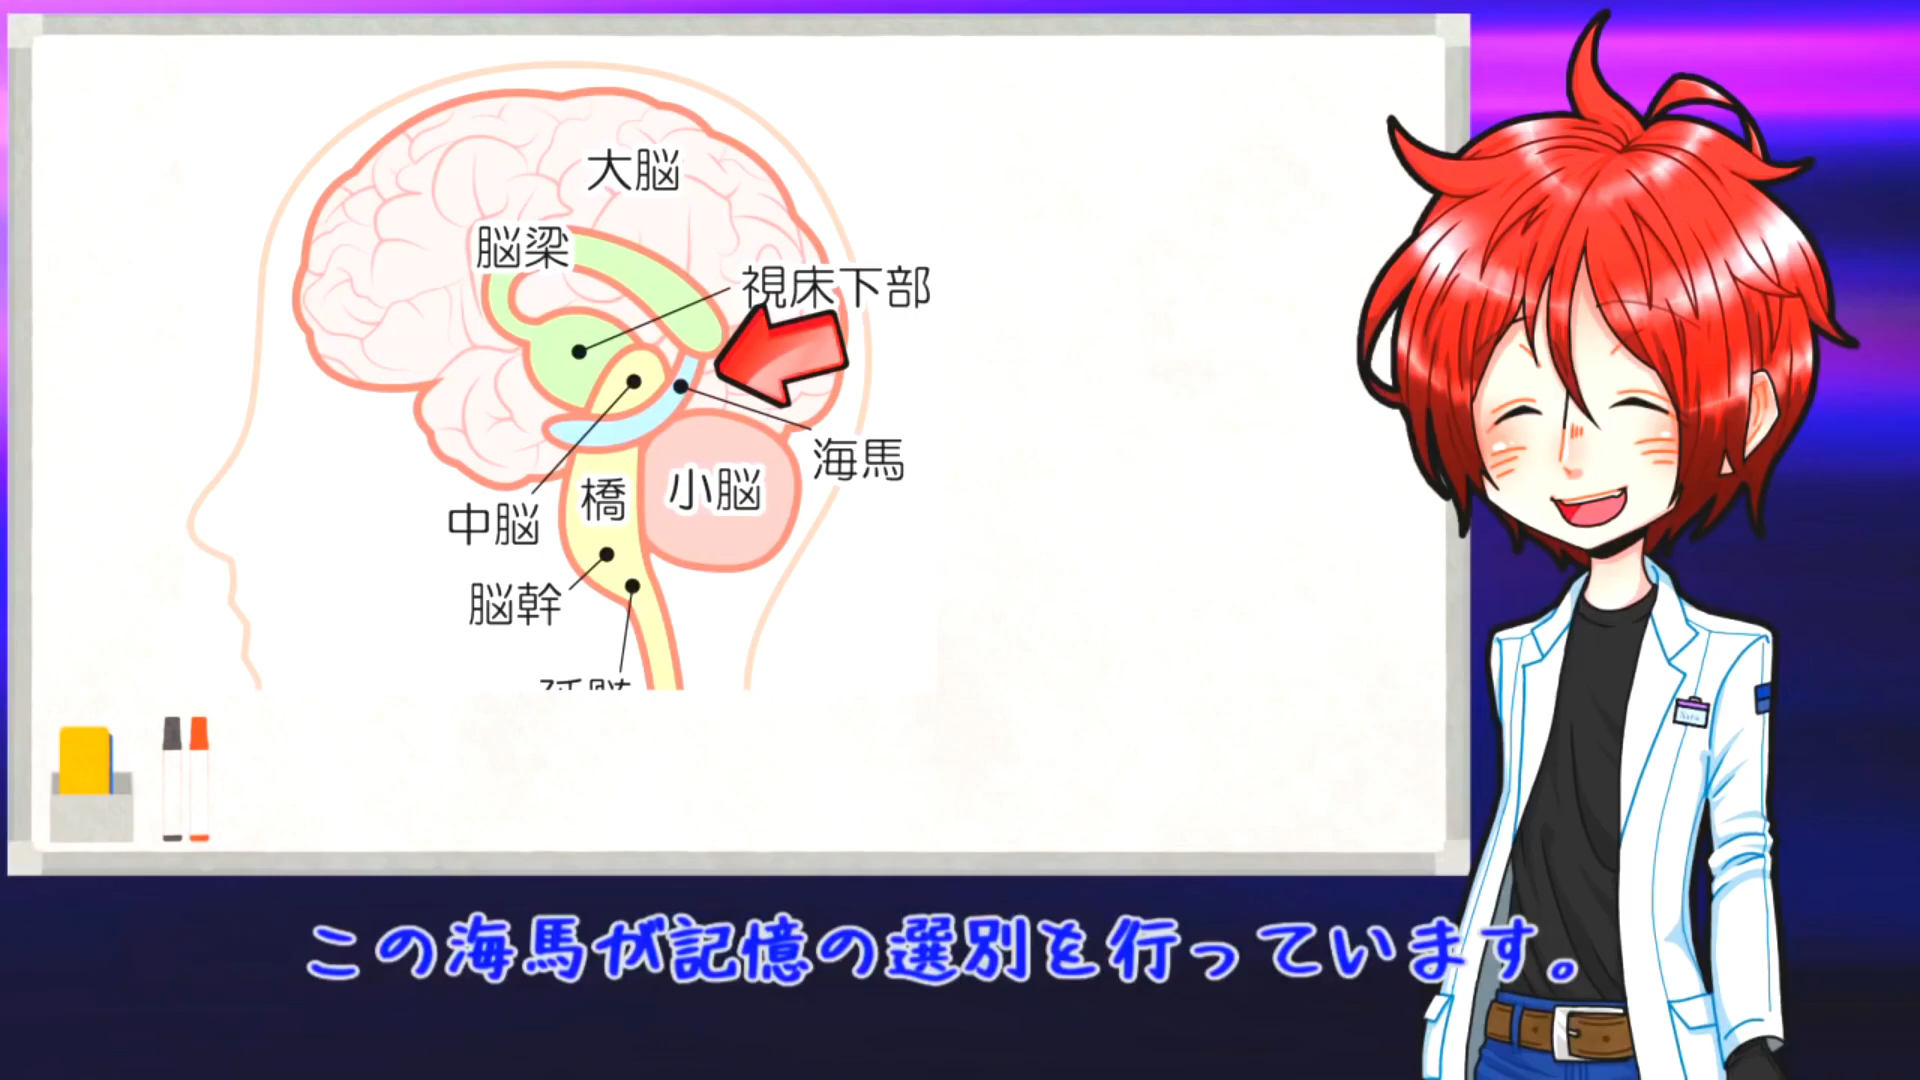 大脳
脳梁
視床下部
海馬
小脳
橋
中脳
脳幹
この海馬が記憶の選別を行っています。